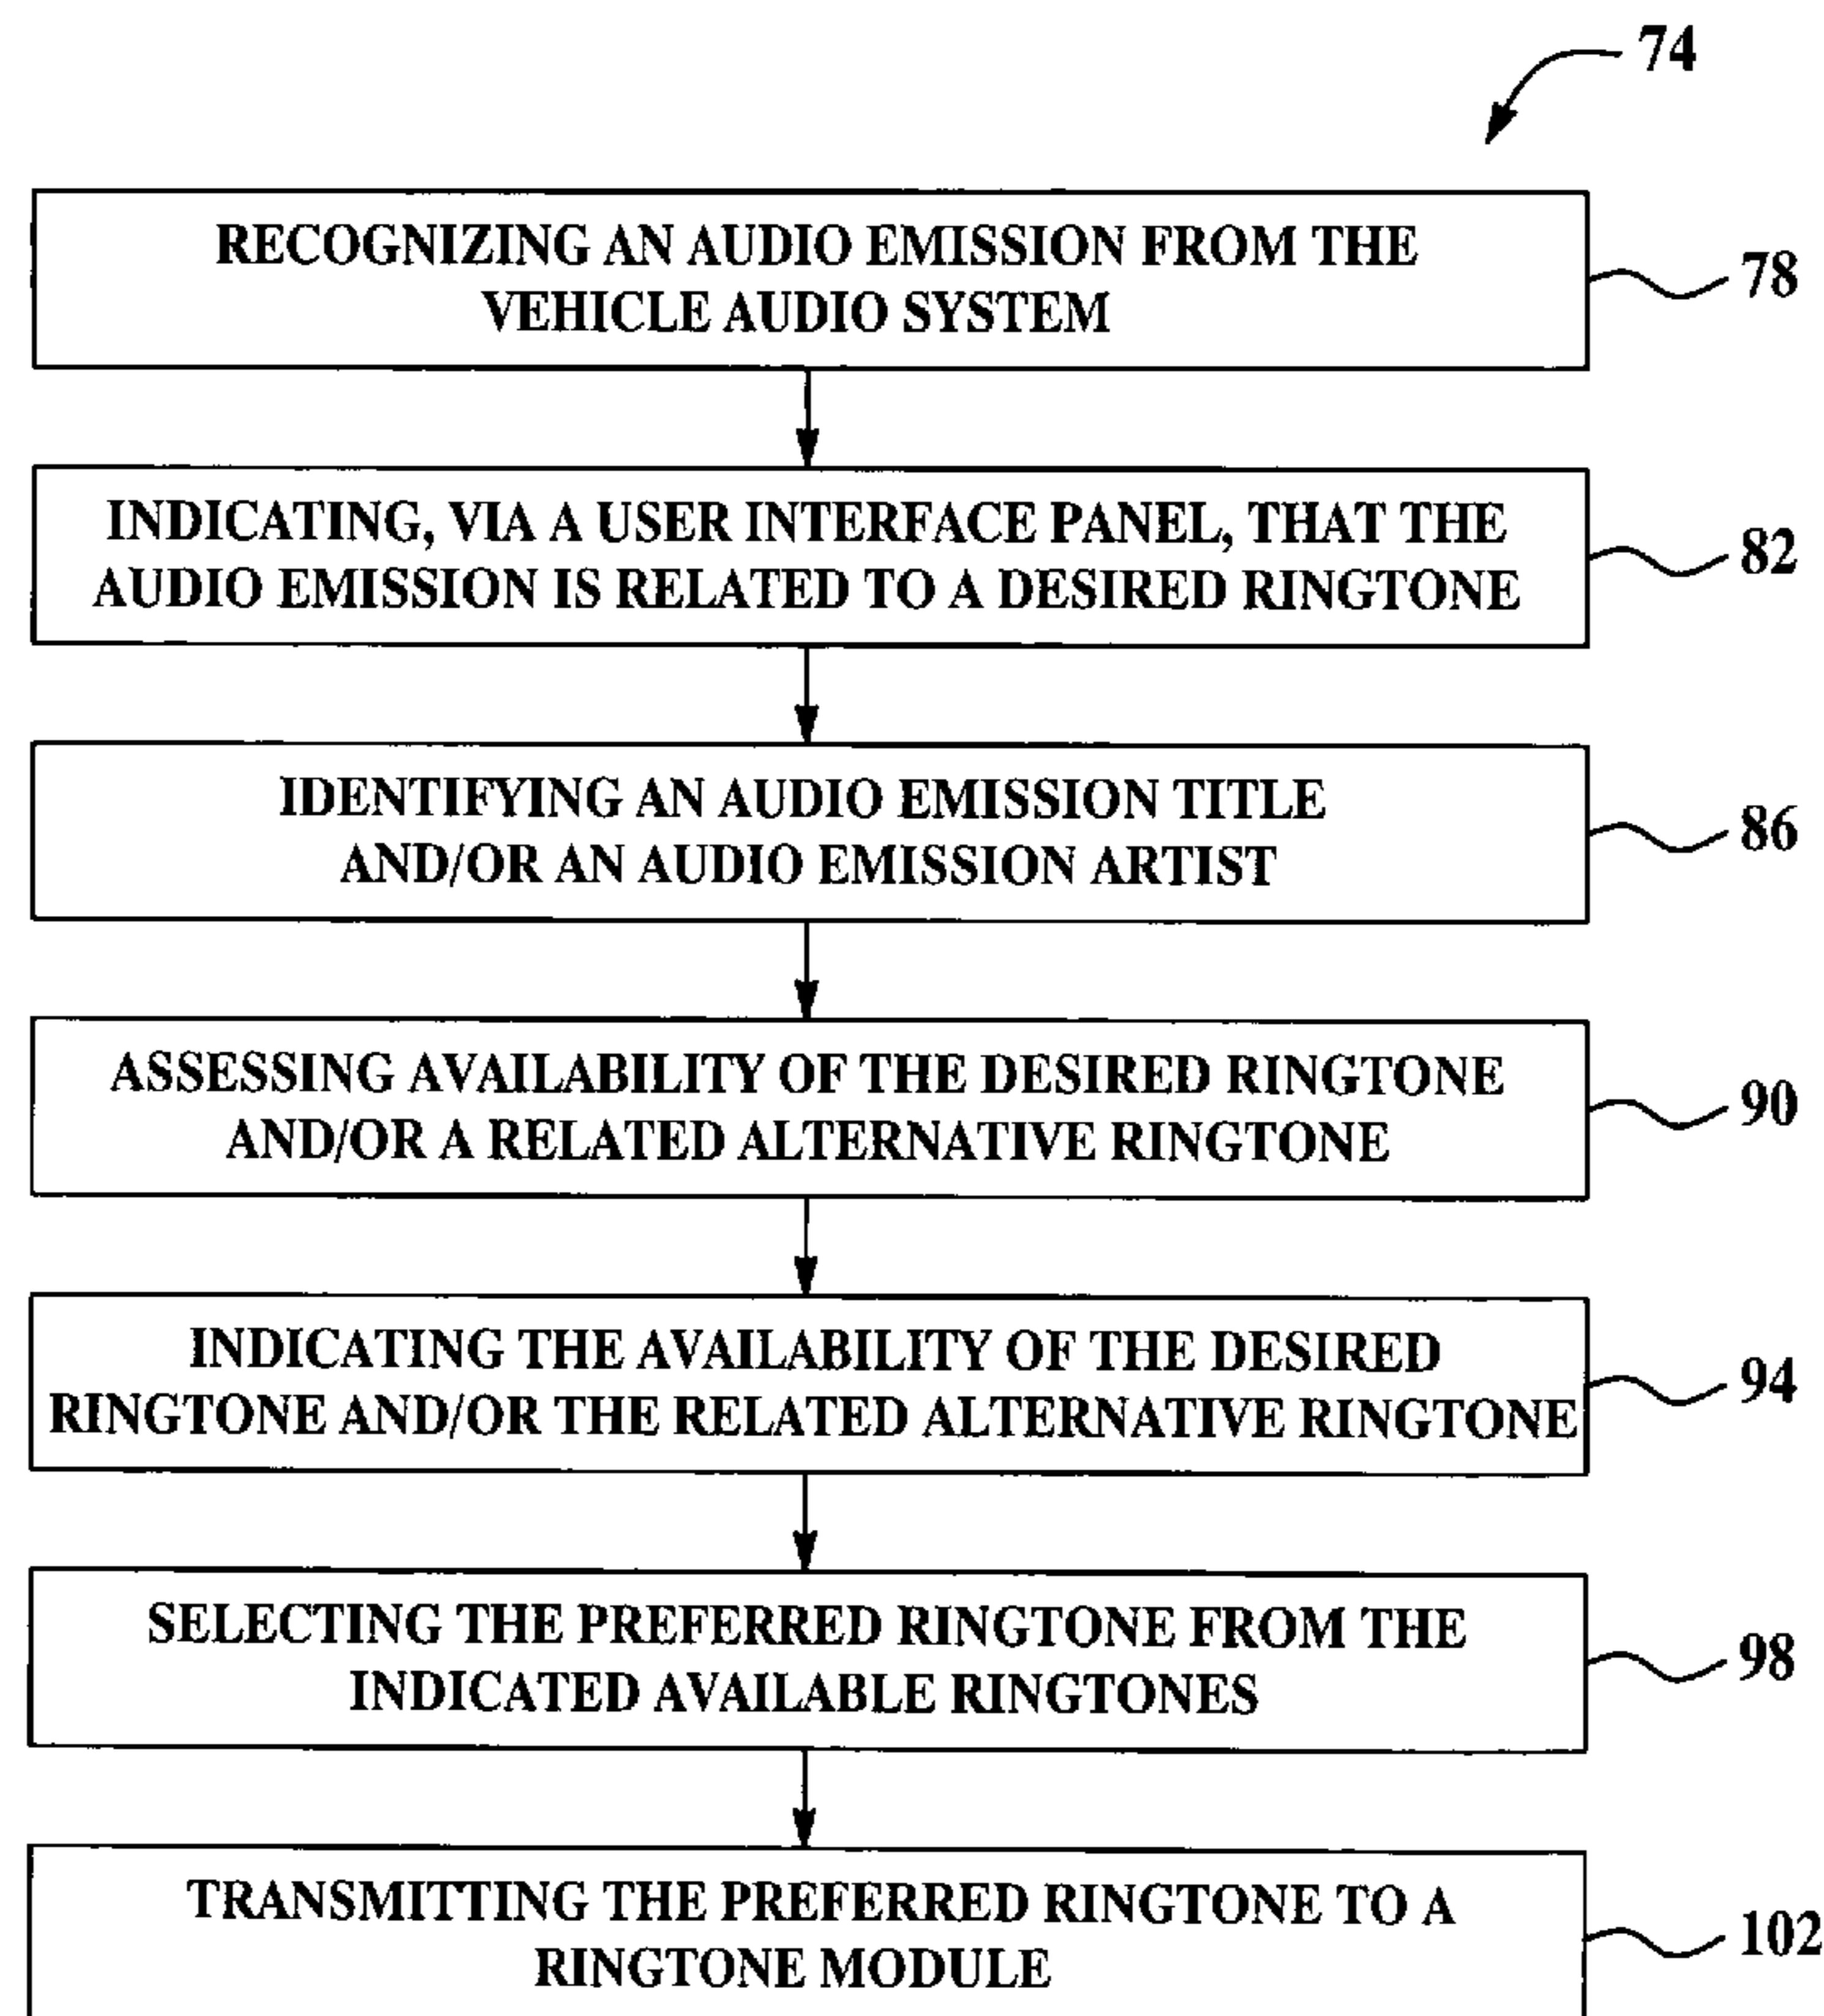 74
RECOGNIZING AN AUDIO EMISSION FROM THE
VEHICLE AUDIO SYSTEM
78
INDICATING, VIA A USER INTERFACE PANEL, THAT THE
AUDIO EMISSION IS RELATED TO A DESIRED RINGTONE
82
IDENTIFYING AN AUDIO EMISSION TITLE
AND/OR AN AUDIO EMISSION ARTIST
86
ASSESSING AVAILABILITY OF THE DESIRED RINGTONE
AND/OR A RELATED ALTERNATIVE RINGTONE
90
INDICATING THE AVAILABILITY OF THE DESIRED
RINGTONE AND/OR THE RELATED ALTERNATIVE RINGTONE
94
SELECTING THE PREFERRED RINGTONE FROM THE
INDICATED AVAILABLE RINGTONES
98
TRANSMITTING THE PREFERRED RINGTONE TO A
RINGTONE MODULE
102